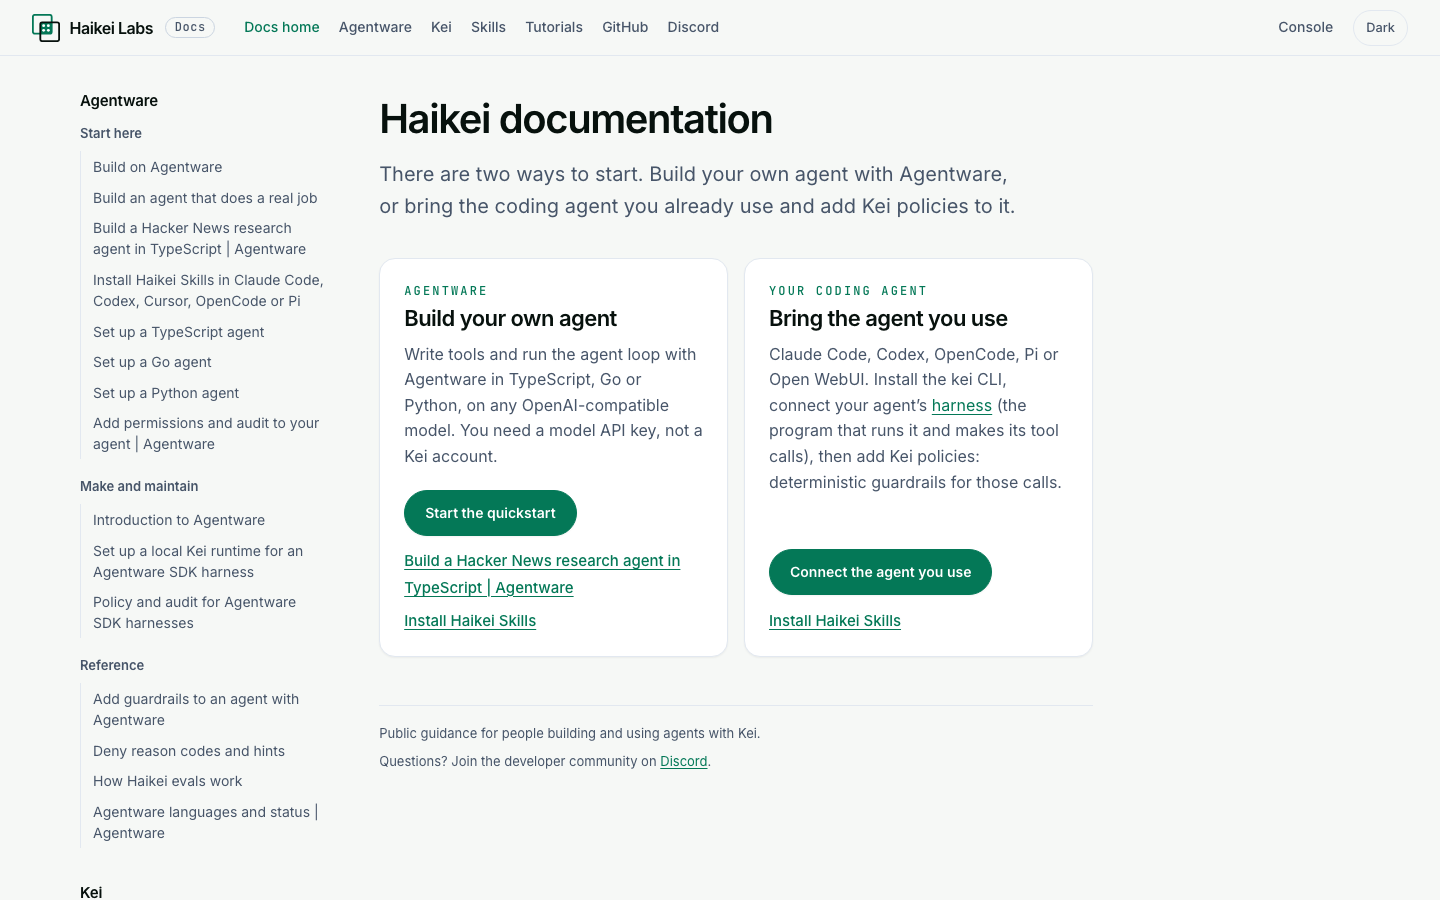 Haikei Labs Docs Docs home Agentware Kei Skills Tutorials GitHub Discord Console Dark
Agentware
Start here
Build on Agentware
Build an agent that does a real job
Build a Hacker News research
agent in TypeScript | Agentware
Install Haikei Skills in Claude Code,
Codex, Cursor, OpenCode or Pi
Set up a TypeScript agent
Set up a Go agent
Set up a Python agent
Add permissions and audit to your
agent | Agentware
Make and maintain
Introduction to Agentware
Set up a local Kei runtime for an
Agentware SDK harness
Policy and audit for Agentware
SDK harnesses
Reference
Add guardrails to an agent with
Agentware
Deny reason codes and hints
How Haikei evals work
Agentware languages and status |
Agentware
Kei
Haikei documentation
There are two ways to start. Build your own agent with Agentware,
or bring the coding agent you already use and add Kei policies to it.
AGENTWARE
Build your own agent
Write tools and run the agent loop with
Agentware in TypeScript, Go or
Python, on any OpenAI-compatible
model. You need a model API key, not a
Kei account.
Start the quickstart
Build a Hacker News research agent in
TypeScript | Agentware
Install Haikei Skills
YOUR CODING AGENT
Bring the agent you use
Claude Code, Codex, OpenCode, Pi or
Open WebUI. Install the kei CLI,
connect your agent’s harness (the
program that runs it and makes its tool
calls), then add Kei policies:
deterministic guardrails for those calls.
Connect the agent you use
Install Haikei Skills
Public guidance for people building and using agents with Kei.
Questions? Join the developer community on Discord.